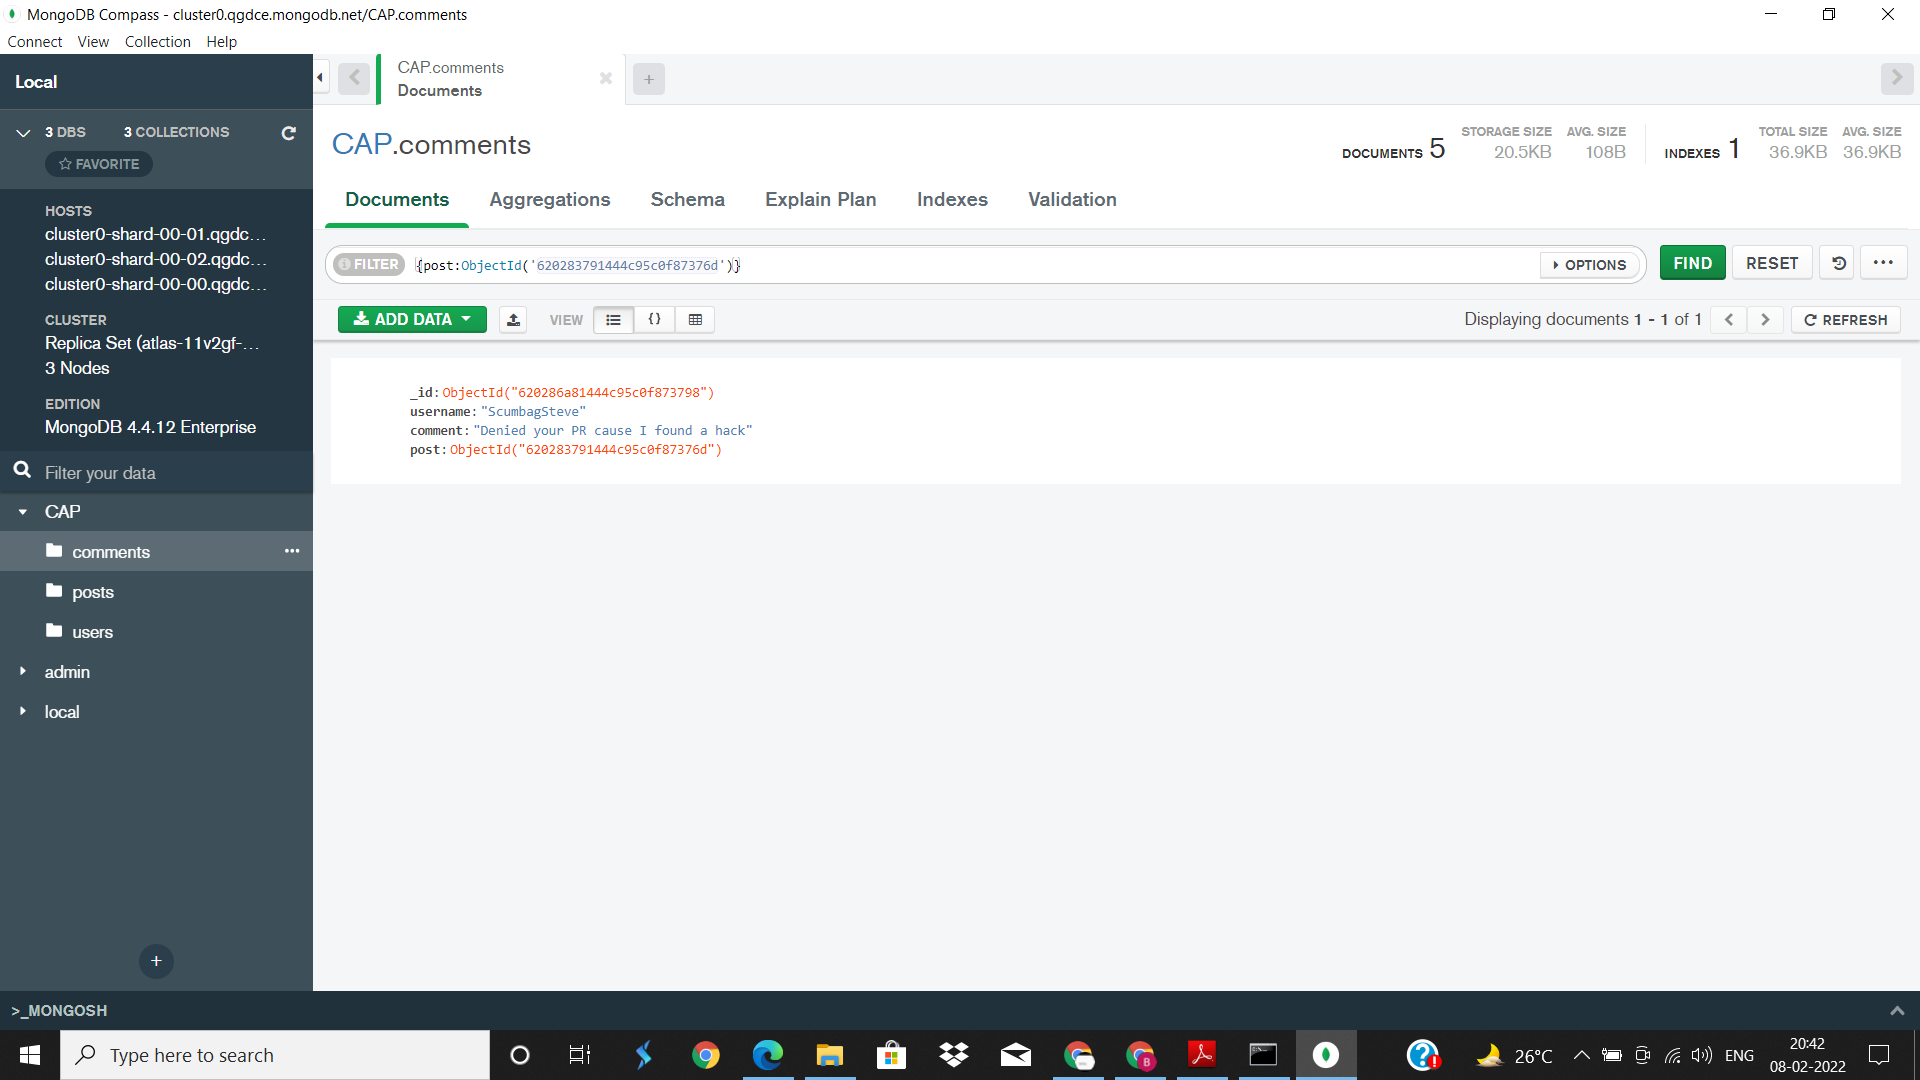 MongoDB Compass - cluster0.qgdce.mongodb.net/CAP.comments
Connect View Collection Help
Local
CAP.comments
Documents
3 DBS 3 COLLECTIONS
FAVORITE
CAP.comments
DOCUMENTS 5 STORAGE SIZE 20.5KB AVG. SIZE 108B INDEXES 1 TOTAL SIZE 36.9KB AVG. SIZE 36.9KB
Documents Aggregations Schema Explain Plan Indexes Validation
HOSTS
cluster0-shard-00-01.qgdc...
cluster0-shard-00-02.qgdc...
cluster0-shard-00-00.qgdc...
CLUSTER
Replica Set (atlas-11v2gf-...
3 Nodes
EDITION
MongoDB 4.4.12 Enterprise
FILTER {post:ObjectId('620283791444c95c0f87376d')} OPTIONS FIND RESET
ADD DATA VIEW {} Displaying documents 1 - 1 of 1 REFRESH
_id:ObjectId("620286a81444c95c0f873798")
username:"ScumbagSteve"
comment:"Denied your PR cause I found a hack"
post:ObjectId("620283791444c95c0f87376d")
Filter your data
CAP
comments
posts
users
admin
local
>_MONGOSH
Type here to search
26°C
ENG
20:42
08-02-2022